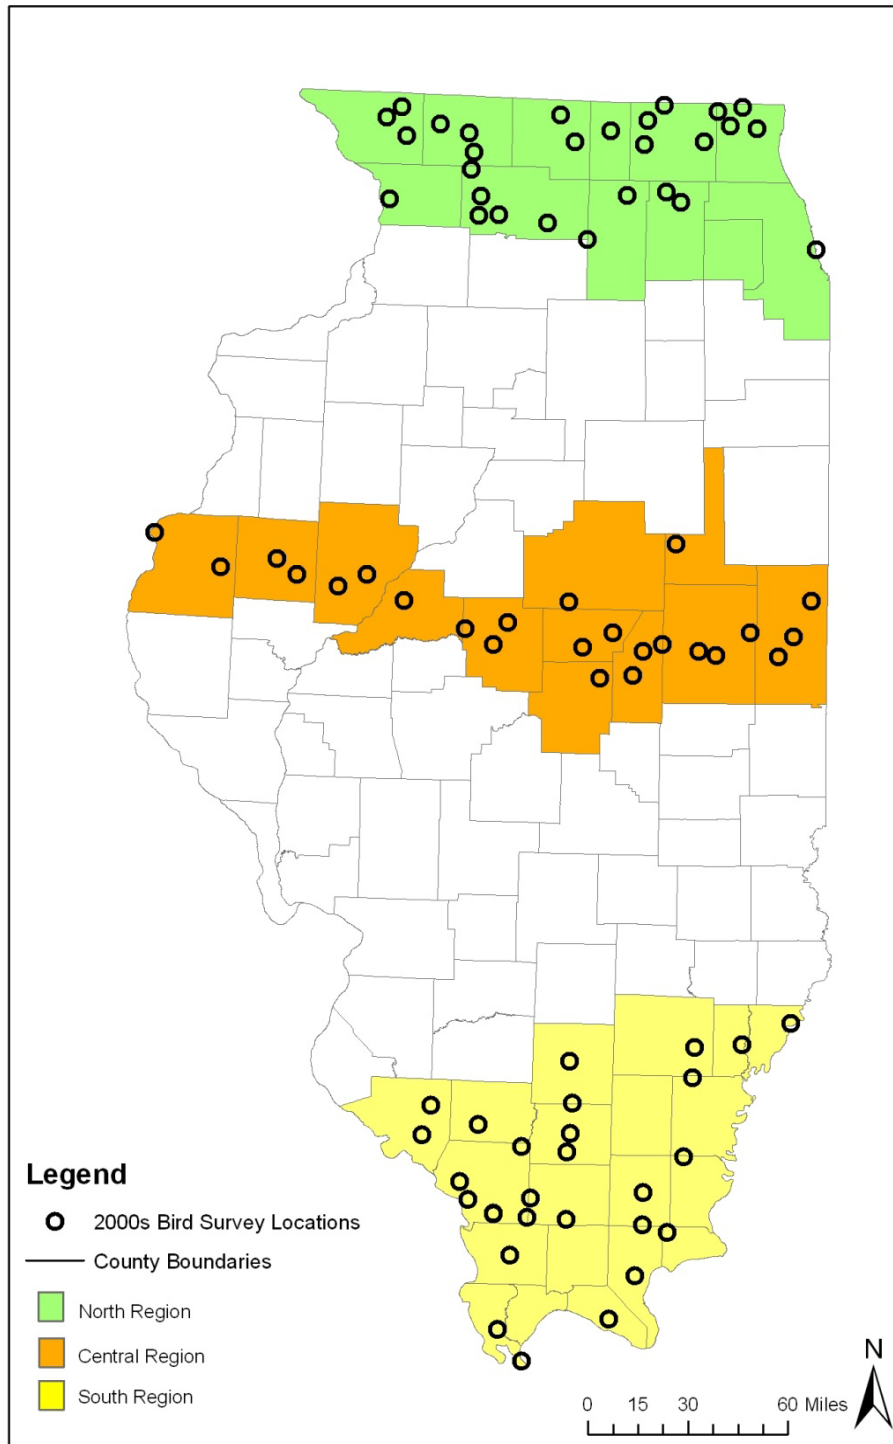 Legend
2000s Bird Survey Locations
County Boundaries
North Region
Central Region
South Region
N
0 15 30 60 Miles